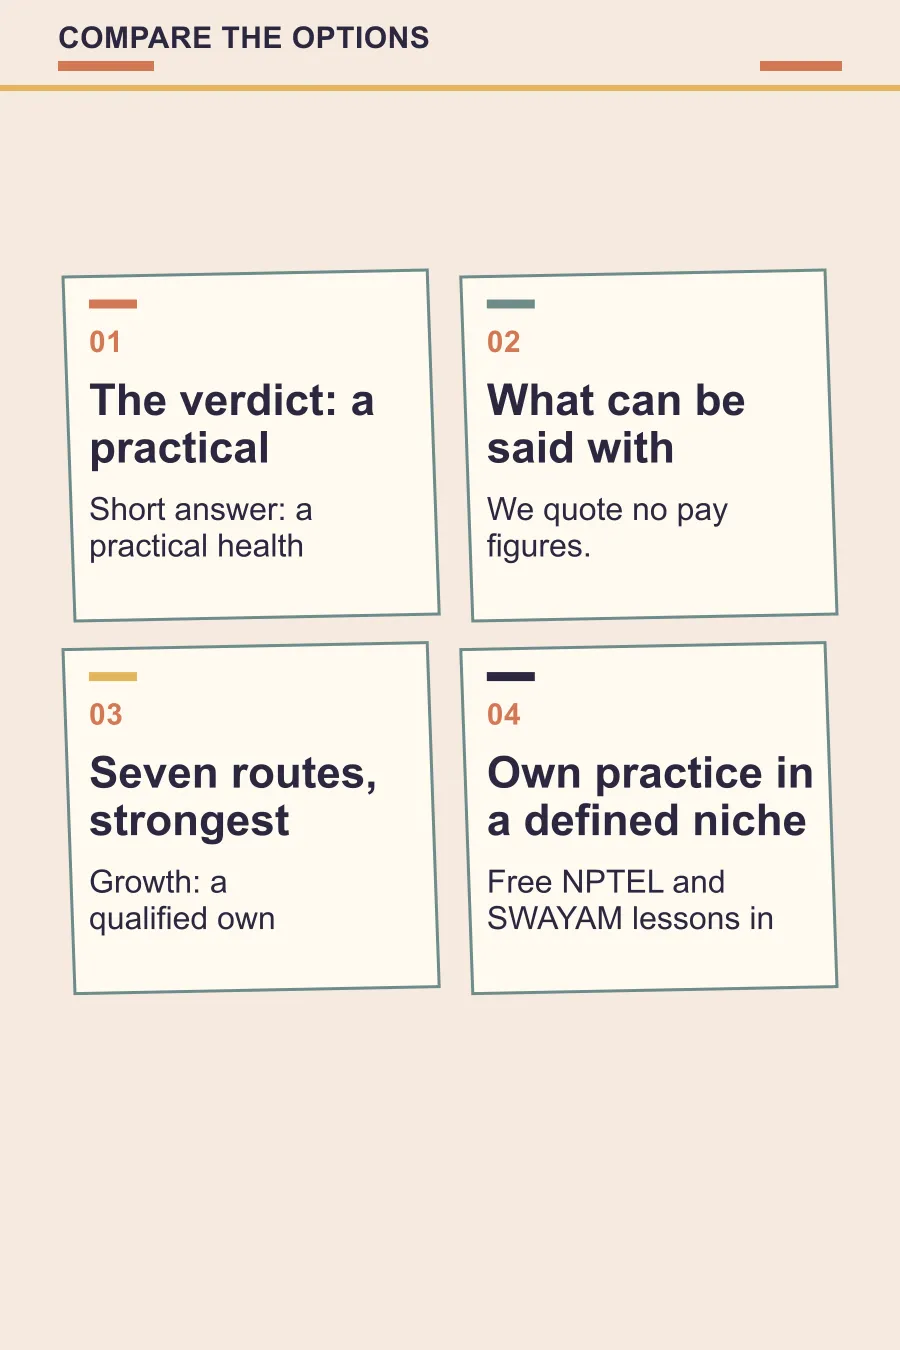 COMPARE THE OPTIONS
01
The verdict: a
practical
Short answer: a
practical health
02
What can be
said with
We quote no pay
figures.
03
Seven routes,
strongest
Growth: a
qualified own
04
Own practice in
a defined niche
Free NPTEL and
SWAYAM lessons in